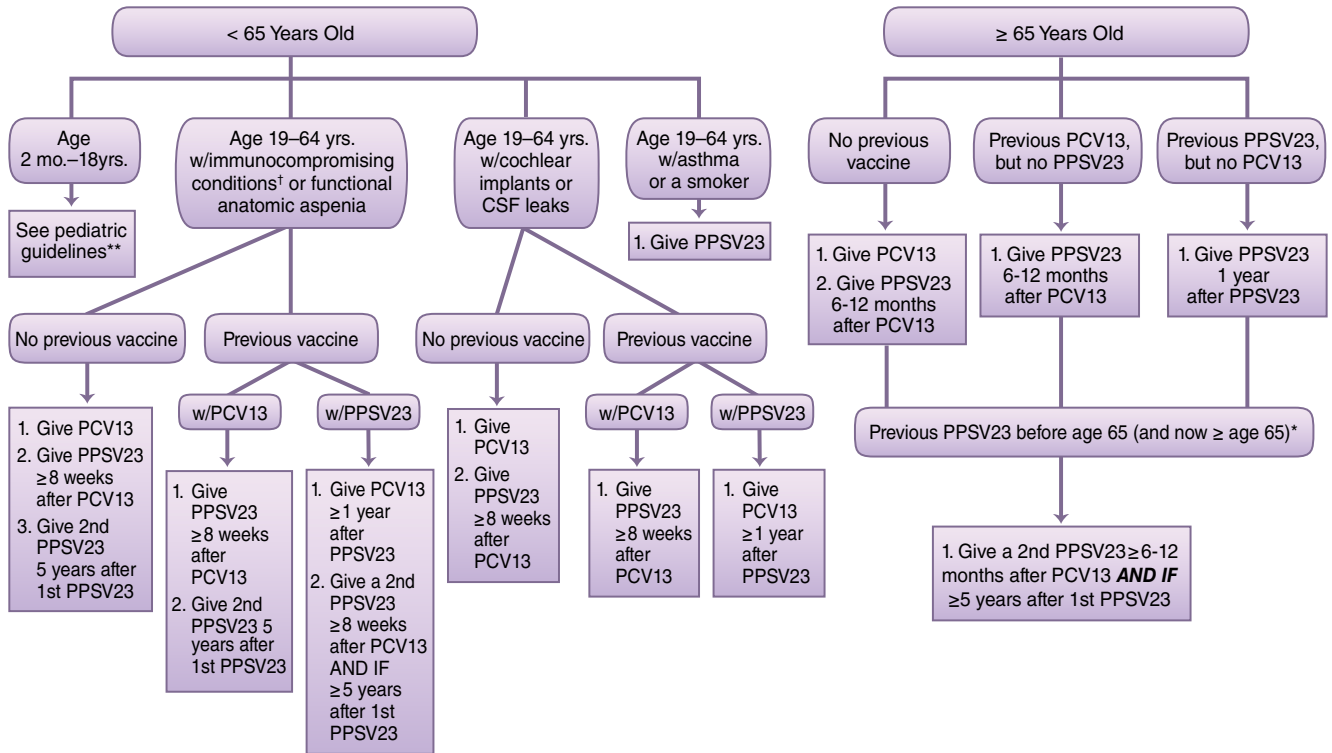 < 65 Years Old
Age
2 mo.–18yrs.
See pediatric
guidelines**
Age 19–64 yrs.
w/immunocompromising
conditions† or functional
anatomic aspenia
No previous vaccine
1. Give PCV13
2. Give PPSV23
≥8 weeks
after PCV13
3. Give 2nd
PPSV23
5 years after
1st PPSV23
Previous vaccine
w/PCV13
1. Give
PPSV23
≥8 weeks
after
PCV13
2. Give 2nd
PPSV23 5
years after
1st PPSV23
w/PPSV23
1. Give PCV13
≥1 year
after
PPSV23
2. Give a 2nd
PPSV23
≥8 weeks
after PCV13
AND IF
≥5 years
after 1st
PPSV23
Age 19–64 yrs.
w/cochlear
implants or
CSF leaks
No previous vaccine
1. Give
PCV13
2. Give
PPSV23
≥8 weeks
after
PCV13
Previous vaccine
w/PCV13
1. Give
PPSV23
≥8 weeks
after
PCV13
w/PPSV23
1. Give
PCV13
≥1 year
after
PPSV23
Age 19–64 yrs.
w/asthma
or a smoker
1. Give PPSV23
≥ 65 Years Old
No previous
vaccine
1. Give PCV13
2. Give PPSV23
6-12 months
after PCV13
Previous PCV13,
but no PPSV23
1. Give PPSV23
6-12 months
after PCV13
Previous PPSV23,
but no PCV13
1. Give PPSV23
1 year
after PPSV23
Previous PPSV23 before age 65 (and now ≥ age 65)*
1. Give a 2nd PPSV23≥6-12
months after PCV13 AND IF
≥5 years after 1st PPSV23